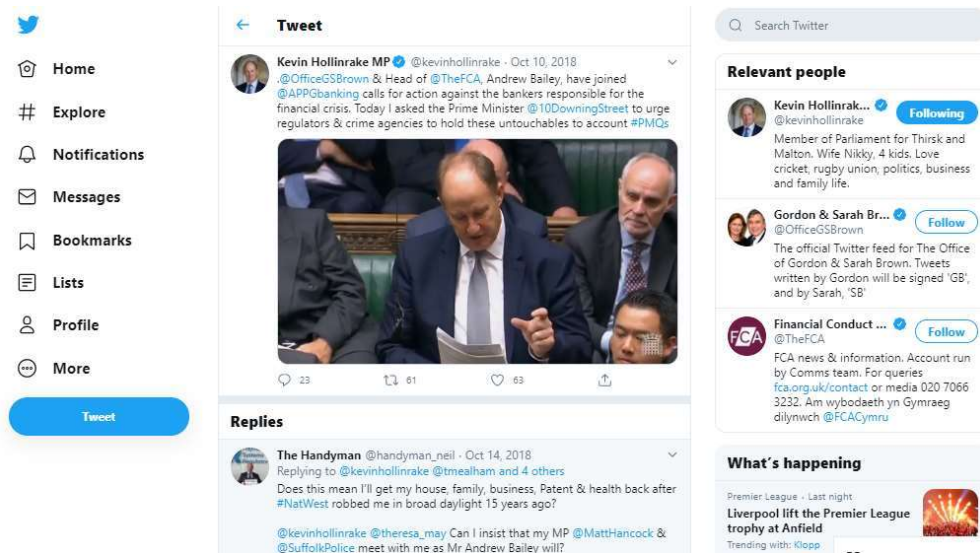 Home
Explore
Notifications
Messages
Bookmarks
Lists
Profile
More
Tweet
Tweet
Kevin Hollinrake MP @kevinhollinrake · Oct 10, 2018
.@OfficeGSBrown & Head of @TheFCA, Andrew Bailey, have joined
@APPGbanking calls for action against the bankers responsible for the
financial crisis. Today I asked the Prime Minister @10DowningStreet to urge
regulators & crime agencies to hold these untouchables to account #PMQs
23 61 63
Replies
The Handyman @handyman_neil · Oct 14, 2018
Replying to @kevinhollinrake @tmealham and 4 others
Does this mean I'll get my house, family, business, Patent & health back after
#NatWest robbed me in broad daylight 15 years ago?
@kevinhollinrake @theresa_may Can I insist that my MP @MattHancock &
@SuffolkPolice meet with me as Mr Andrew Bailey will?
Search Twitter
Relevant people
Kevin Hollinrak... Following
@kevinhollinrake
Member of Parliament for Thirsk and
Malton. Wife Nikky, 4 kids. Love
cricket, rugby union, politics, business
and family life.
Gordon & Sarah Br... Follow
@OfficeGSBrown
The official Twitter feed for The Office
of Gordon & Sarah Brown. Tweets
written by Gordon will be signed 'GB',
and by Sarah, 'SB'
FCA
Financial Conduct ... Follow
@TheFCA
FCA news & information. Account run
by Comms team. For queries
fca.org.uk/contact or media 020 7066
3232. Am wybodaeth yn Gymraeg
dilynwch @FCACymru
What's happening
Premier League · Last night
Liverpool lift the Premier League
trophy at Anfield
Trending with: Klopp